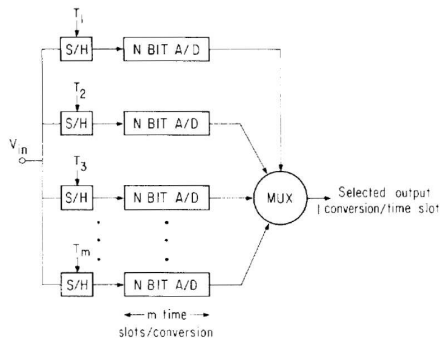 T1
S/H
N BIT A/D
T2
S/H
N BIT A/D
Vin
T3
S/H
N BIT A/D
MUX
Selected output
1 conversion/time slot
Tm
S/H
N BIT A/D
m time
slots/conversion